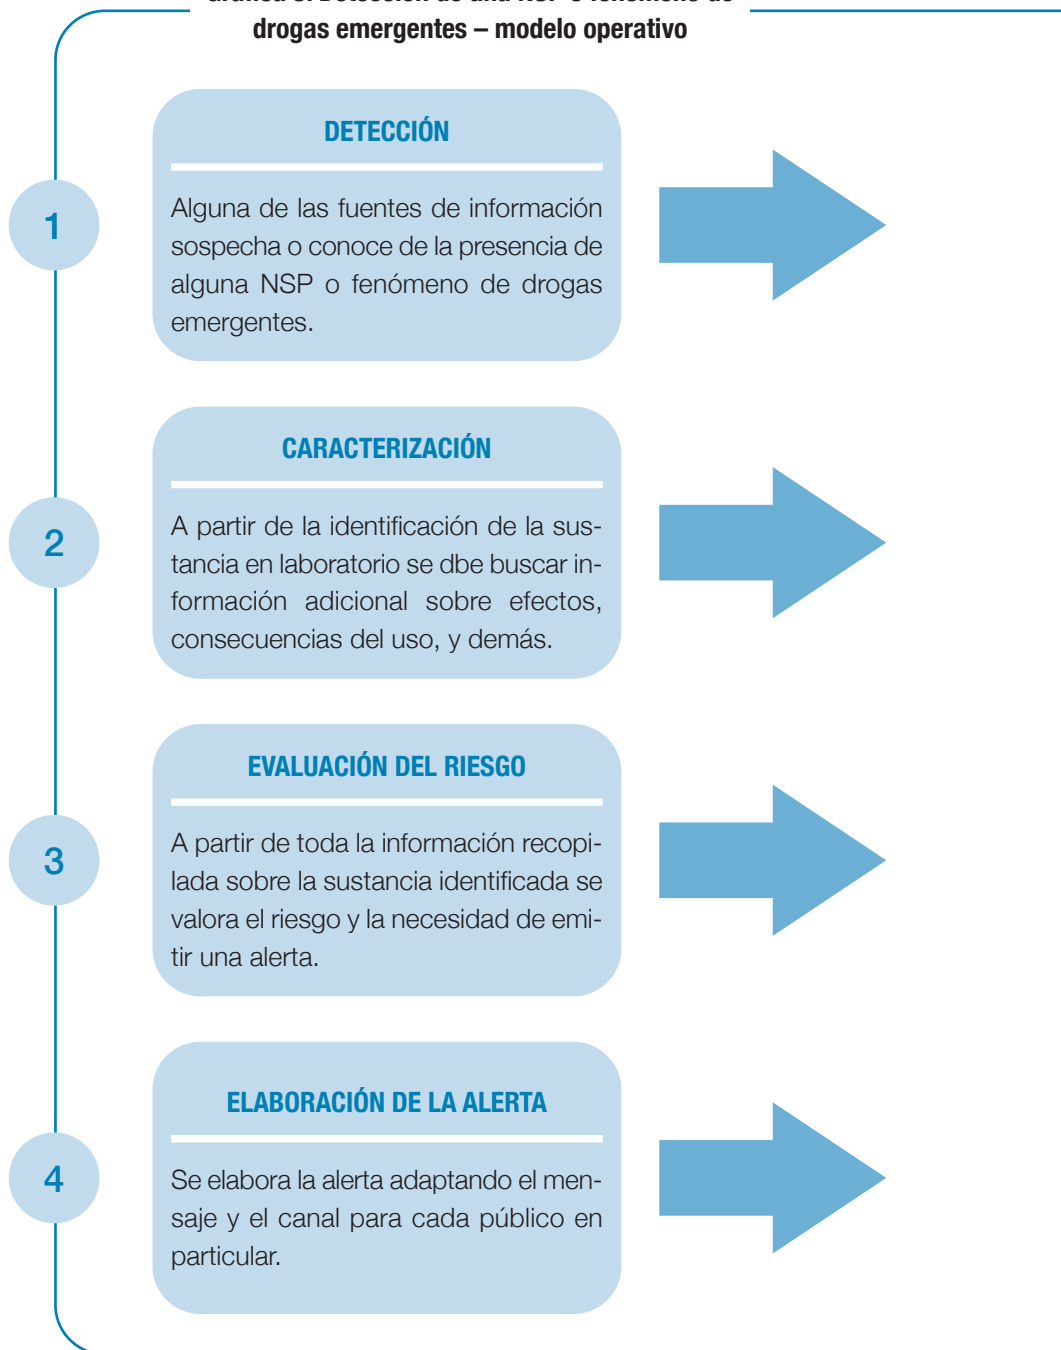 drogas emergentes – modelo operativo
DETECCIÓN
1
Alguna de las fuentes de información
sospecha o conoce de la presencia de
alguna NSP o fenómeno de drogas
emergentes.
CARACTERIZACIÓN
2
A partir de la identificación de la sus-
tancia en laboratorio se dbe buscar in-
formación adicional sobre efectos,
consecuencias del uso, y demás.
EVALUACIÓN DEL RIESGO
3
A partir de toda la información recopi-
lada sobre la sustancia identificada se
valora el riesgo y la necesidad de emi-
tir una alerta.
ELABORACIÓN DE LA ALERTA
4
Se elabora la alerta adaptando el men-
saje y el canal para cada público en
particular.